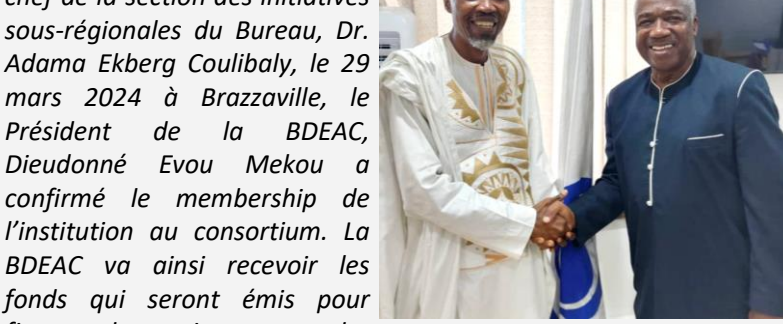 chef de la section des initiatives
sous-régionales du Bureau, Dr.
Adama Ekberg Coulibaly, le 29
mars 2024 à Brazzaville, le
Président de la BDEAC,
Dieudonné Evou Mekou a
confirmé le membership de
l’institution au consortium. La
BDEAC va ainsi recevoir les
fonds qui seront émis pour